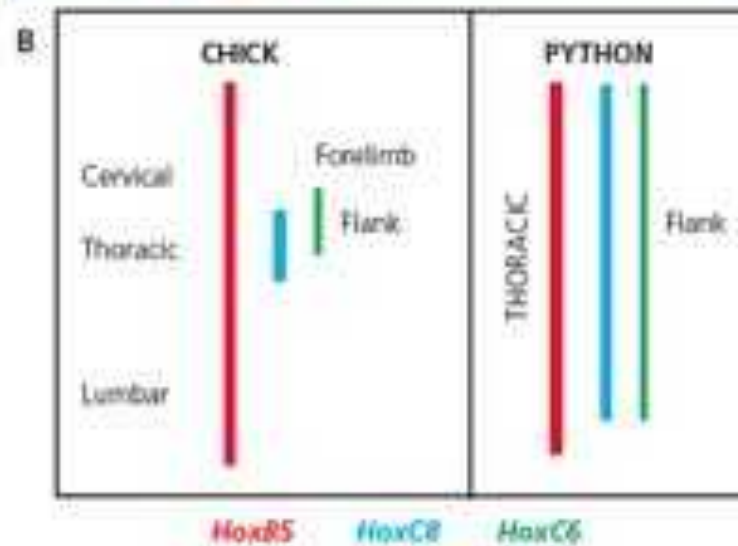 B
CHICK
Cervical
Thoracic
Lumbar
Forelimb
Flank
PYTHON
THORACIC
Flank
HoxB5 HoxC8 HoxC6